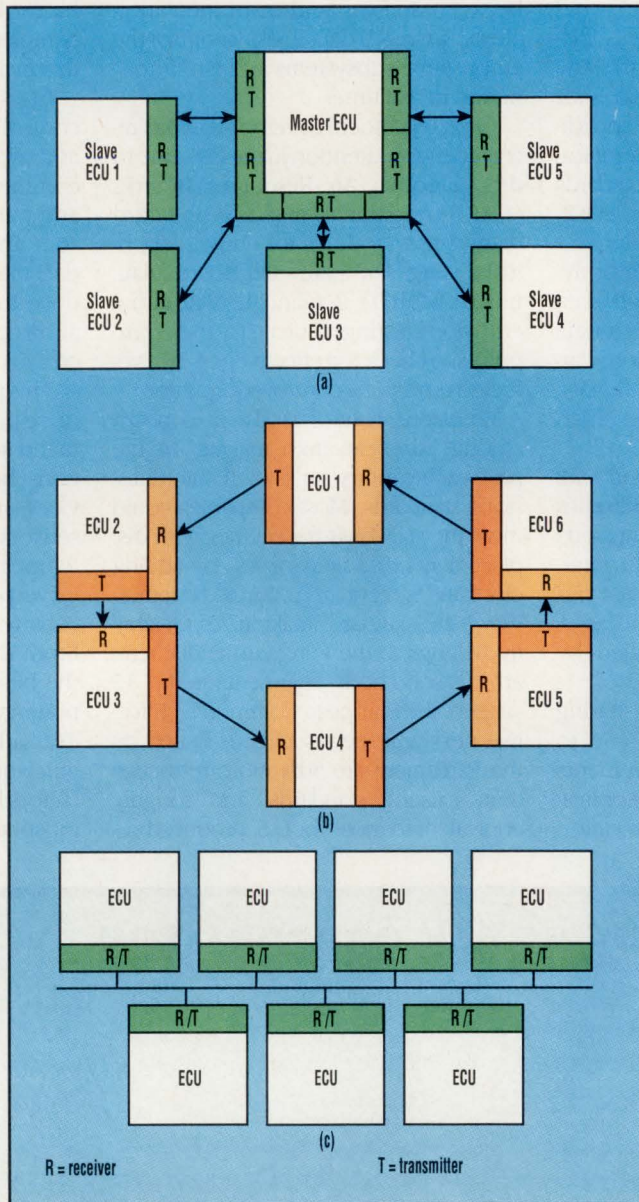 R T
R T
Master ECU
R T
R T
R T
Slave ECU 1
R T
Slave ECU 5
R T
Slave ECU 2
R T
Slave ECU 3
R T
Slave ECU 4
R T
(a)
T
ECU 1
R
ECU 2
R
T
ECU 6
T
R
R
ECU 3
T
R
ECU 4
T
T
R
ECU 5
(b)
ECU
ECU
ECU
ECU
R/T
R/T
R/T
R/T
R/T
R/T
R/T
ECU
ECU
ECU
(c)
R = receiver
T = transmitter